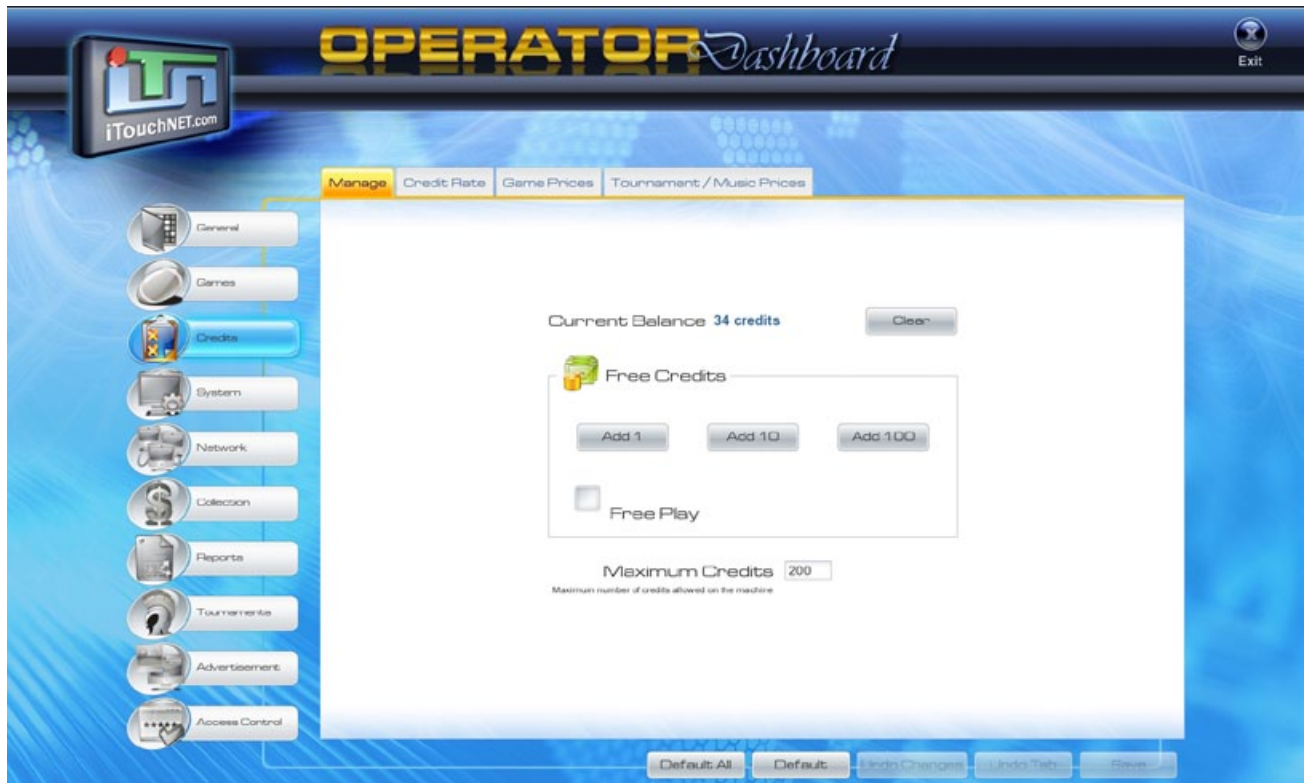 OPERATOR Dashboard
Exit
iTn
iTouchNET.com
Manage
Credit Rate
Game Prices
Tournament / Music Prices
General
Games
Credits
System
Network
Collection
Reports
Tournaments
Advertisement
Access Control
Current Balance 34 credits
Clear
Free Credits
Add 1
Add 10
Add 100
Free Play
Maximum Credits 200
Maximum number of credits allowed on the machine
Default All
Default
Undo Changes
Undo Tab
Save